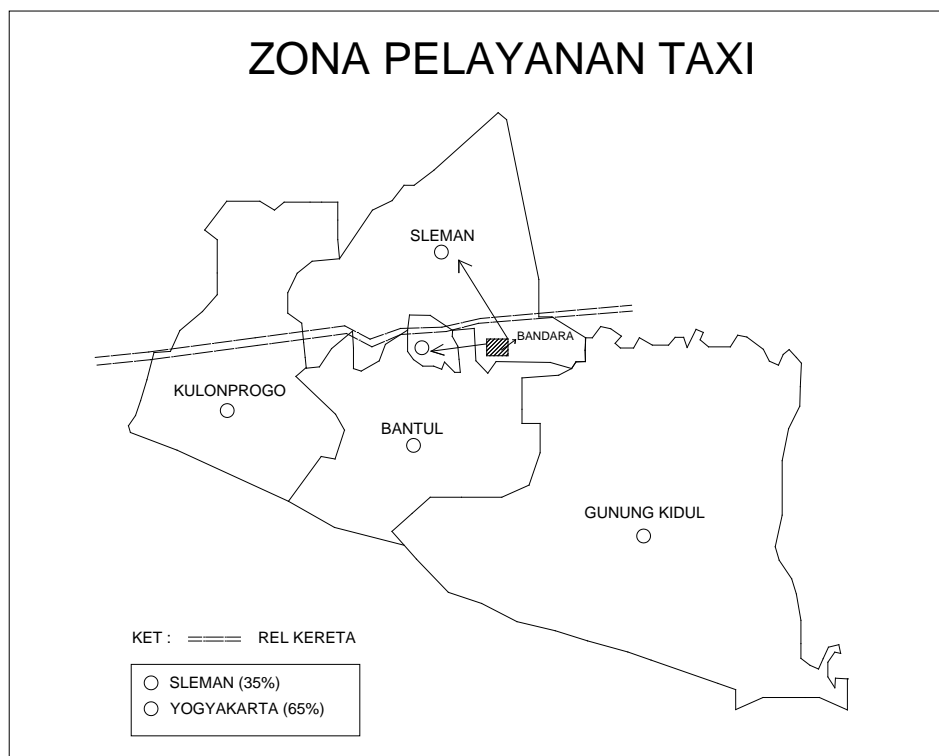 ZONA PELAYANAN TAXI
SLEMAN
BANDARA
KULONPROGO
BANTUL
GUNUNG KIDUL
KET : REL KERETA
SLEMAN (35%)
YOGYAKARTA (65%)